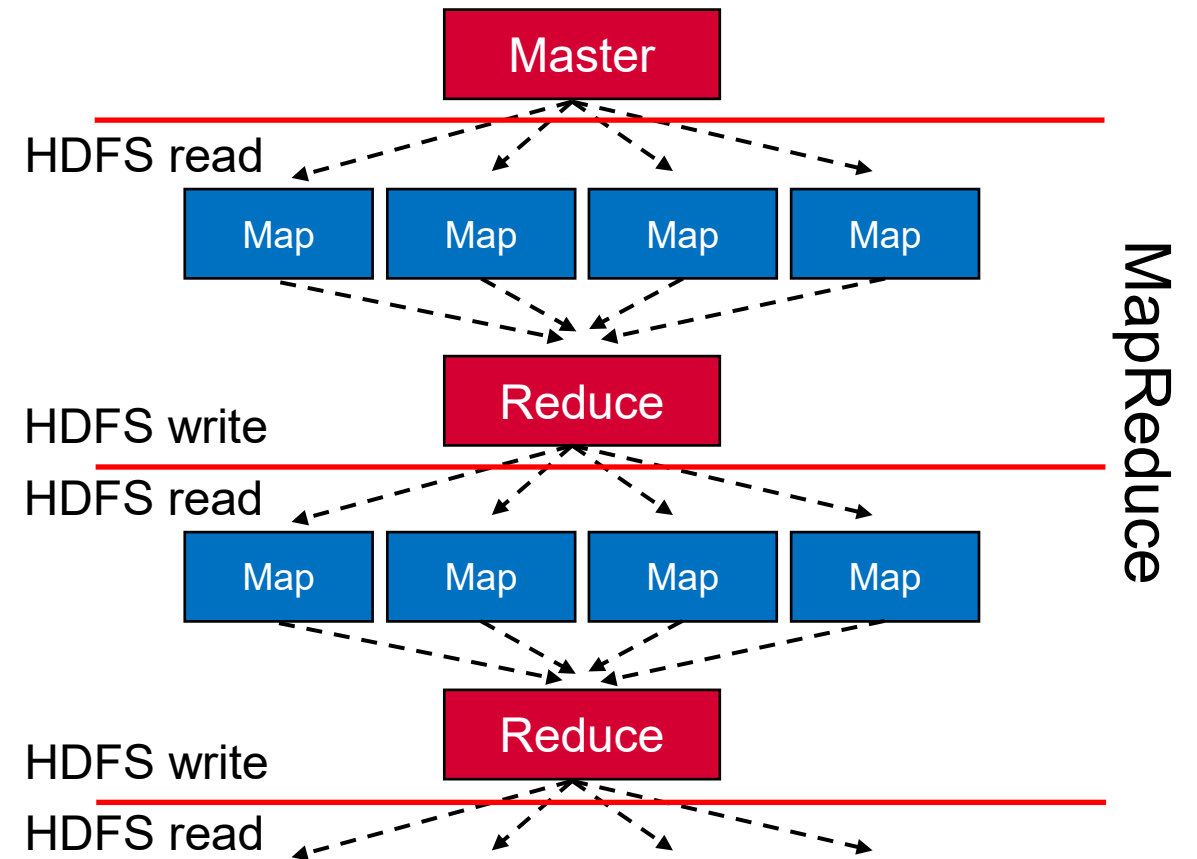 Master
HDFS read
Map Map Map Map
MapReduce
Reduce
HDFS write
HDFS read
Map Map Map Map
Reduce
HDFS write
HDFS read